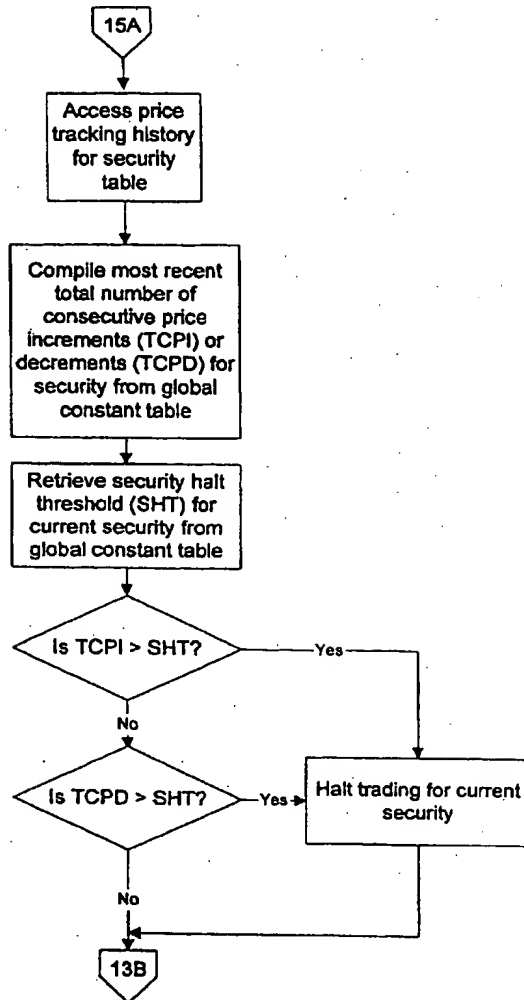 15A
Access price
tracking history
for security
table
Compile most recent
total number of
consecutive price
increments (TCPI) or
decrements (TCPD) for
security from global
constant table
Retrieve security halt
threshold (SHT) for
current security from
global constant table
Is TCPI > SHT?
Yes
No
Is TCPD > SHT?
Yes
Halt trading for current
security
No
13B